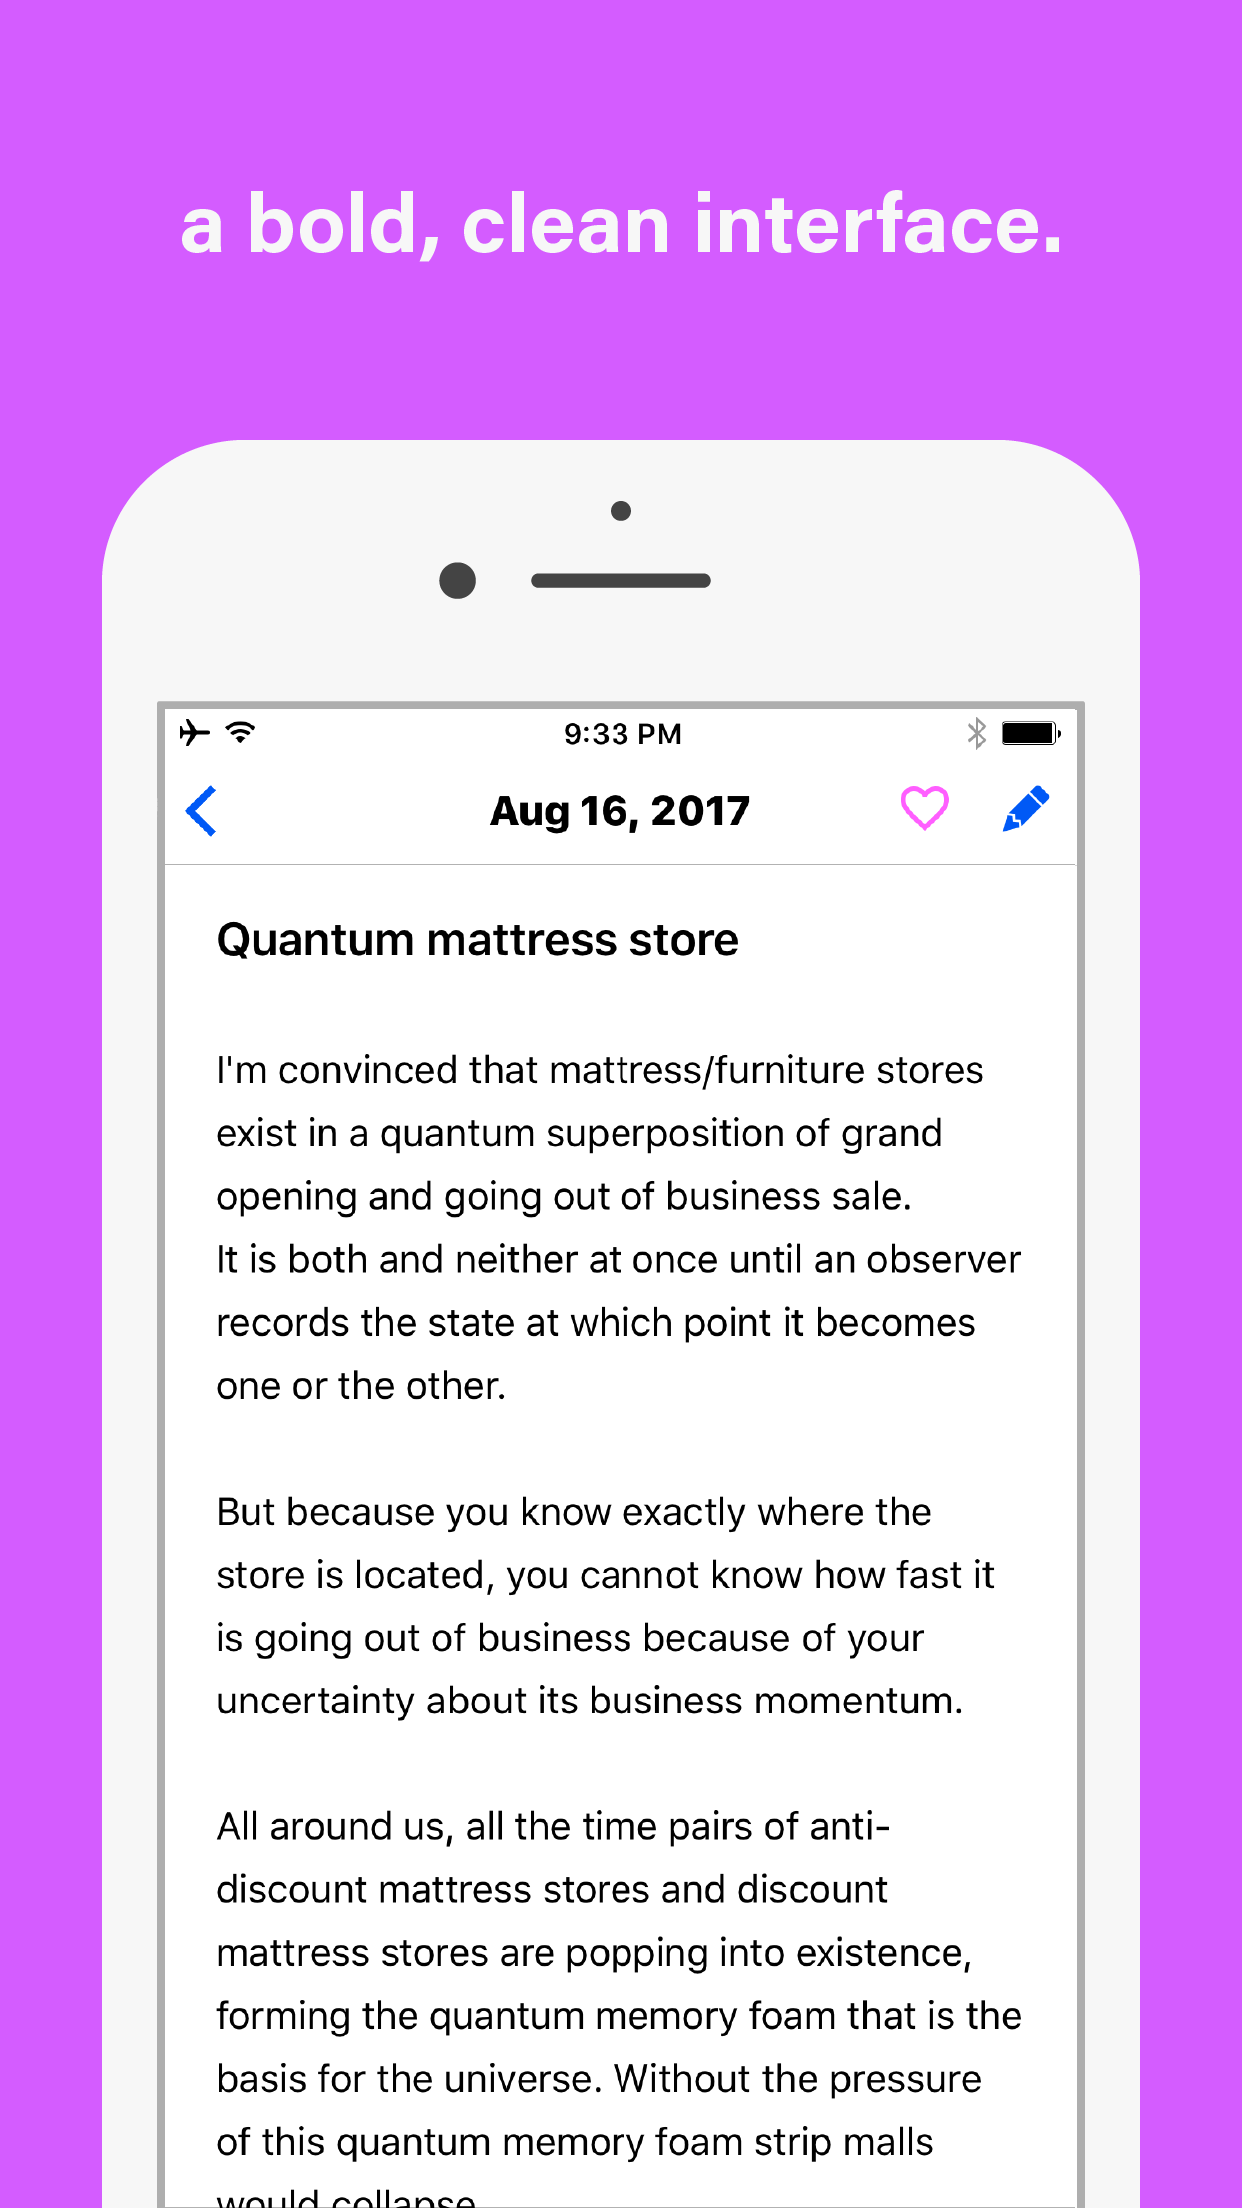 a bold, clean interface.
9:33 PM
Aug 16, 2017
Quantum mattress store
I'm convinced that mattress/furniture stores
exist in a quantum superposition of grand
opening and going out of business sale.
It is both and neither at once until an observer
records the state at which point it becomes
one or the other.
But because you know exactly where the
store is located, you cannot know how fast it
is going out of business because of your
uncertainty about its business momentum.
All around us, all the time pairs of anti-
discount mattress stores and discount
mattress stores are popping into existence,
forming the quantum memory foam that is the
basis for the universe. Without the pressure
of this quantum memory foam strip malls
would collapse